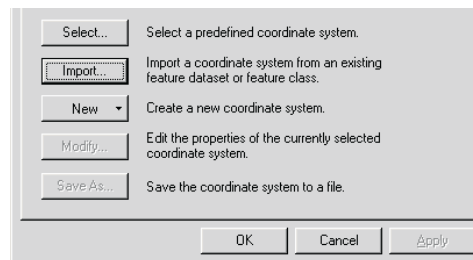 Select... Select a predefined coordinate system.
Import... Import a coordinate system from an existing
feature dataset or feature class.
New Create a new coordinate system.
Modify... Edit the properties of the currently selected
coordinate system.
Save As... Save the coordinate system to a file.
OK Cancel Apply